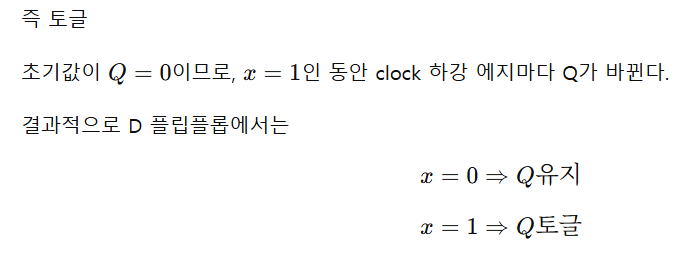 즉 토글
초기값이 Q = 0이므로, x = 1인 동안 clock 하강 에지마다 Q가 바뀐다.
결과적으로 D 플립플롭에서는
x = 0 ⇒ Q유지
x = 1 ⇒ Q토글